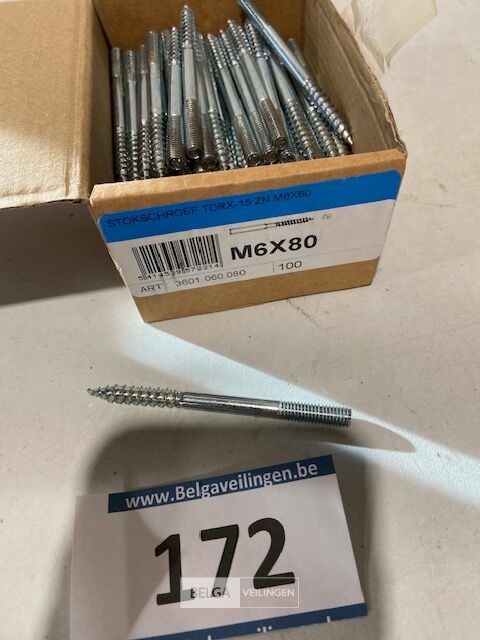 STOKSCHROEF TORX-15 ZN M6X80
M6X80
ART 3601.060.080 100
www.Belgaveilingen.be
172
BELGA VEILINGEN